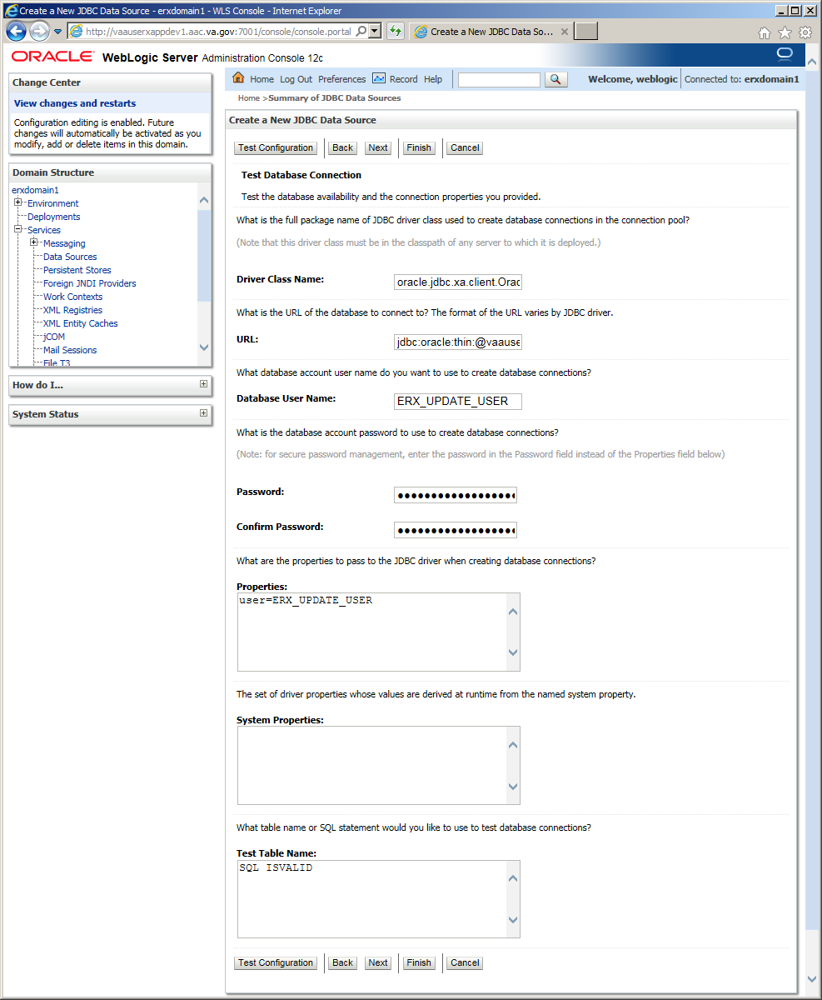 Create a New JDBC Data Source - erxdomain1 - WLS Console - Internet Explorer
http://vaauserxappdev1.aac.va.gov:7001/console/console.portal
Create a New JDBC Data So...
ORACLE WebLogic Server Administration Console 12c
Change Center
View changes and restarts
Configuration editing is enabled. Future
changes will automatically be activated as you
modify, add or delete items in this domain.
Domain Structure
erxdomain1
Environment
Deployments
Services
Messaging
Data Sources
Persistent Stores
Foreign JNDI Providers
Work Contexts
XML Registries
XML Entity Caches
jCOM
Mail Sessions
File T3
How do I...
System Status
Home Log Out Preferences Record Help
Welcome, weblogic Connected to: erxdomain1
Home >Summary of JDBC Data Sources
Create a New JDBC Data Source
Test Configuration Back Next Finish Cancel
Test Database Connection
Test the database availability and the connection properties you provided.
What is the full package name of JDBC driver class used to create database connections in the connection pool?
(Note that this driver class must be in the classpath of any server to which it is deployed.)
Driver Class Name: oracle.jdbc.xa.client.Orac
What is the URL of the database to connect to? The format of the URL varies by JDBC driver.
URL: jdbc:oracle:thin:@vaause
What database account user name do you want to use to create database connections?
Database User Name: ERX_UPDATE_USER
What is the database account password to use to create database connections?
(Note: for secure password management, enter the password in the Password field instead of the Properties field below)
Password: ●●●●●●●●●●●●●●●●●●
Confirm Password: ●●●●●●●●●●●●●●●●●●
What are the properties to pass to the JDBC driver when creating database connections?
Properties:
user=ERX_UPDATE_USER
The set of driver properties whose values are derived at runtime from the named system property.
System Properties:
What table name or SQL statement would you like to use to test database connections?
Test Table Name:
SQL ISVALID
Test Configuration Back Next Finish Cancel